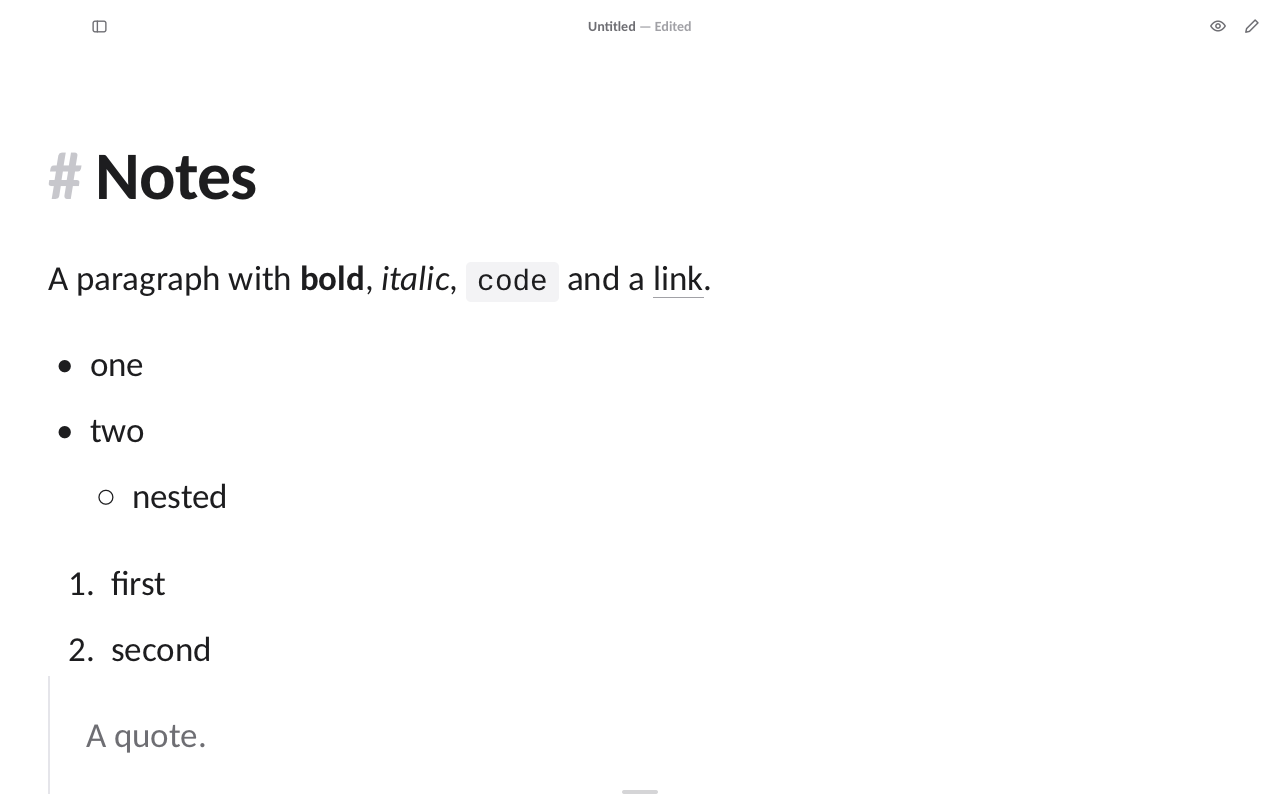 Untitled — Edited
# Notes
A paragraph with bold, italic, code and a link.
• one
• two
○ nested
1. first
2. second
A quote.